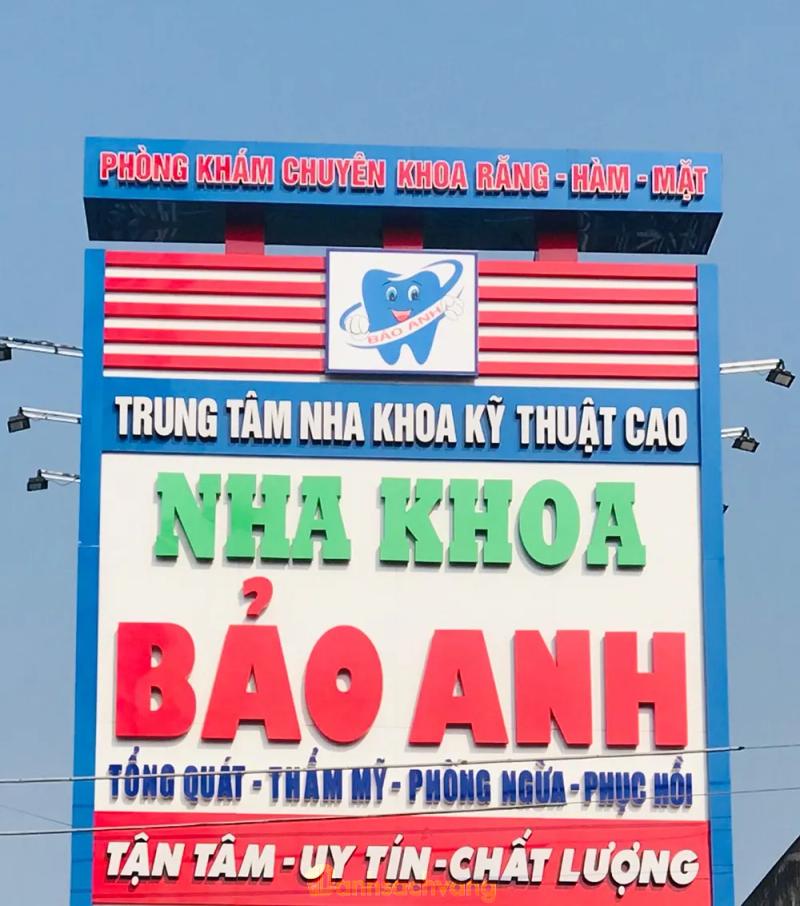 PHÒNG KHÁM CHUYÊN KHOA RĂNG - HÀM - MẶT
BẢO ANH
TRUNG TÂM NHA KHOA KỸ THUẬT CAO
NHA KHOA
BẢO ANH
TỔNG QUÁT - THẨM MỸ - PHÒNG NGỪA - PHỤC HỒI
TẬN TÂM - UY TÍN - CHẤT LƯỢNG